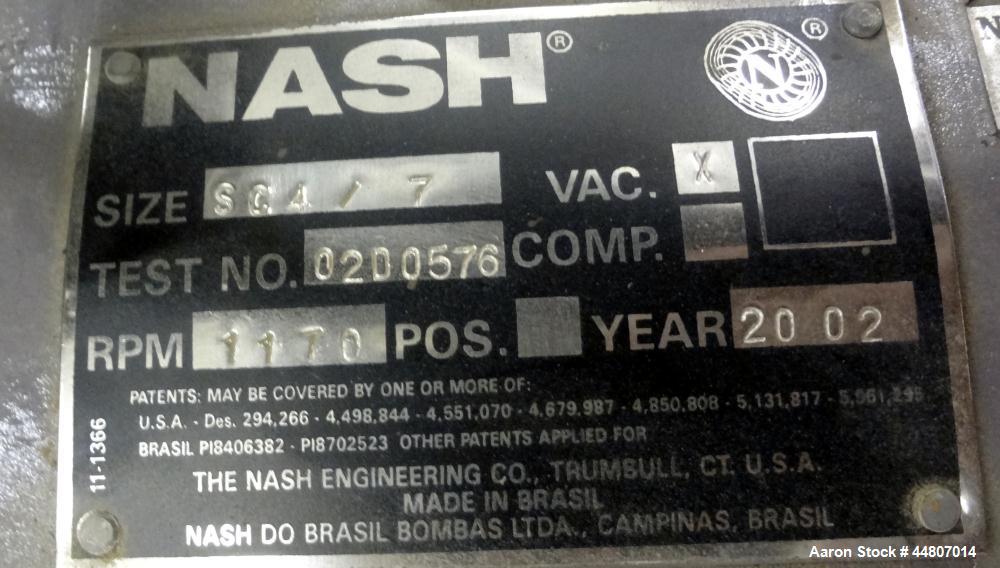 NASH®
N ®
SIZE SC4 / 7 VAC. X
TEST NO. 02D0576 COMP.
RPM 1170 POS. YEAR 2002
PATENTS: MAY BE COVERED BY ONE OR MORE OF:
U.S.A. - Des. 294,266 - 4,498,844 - 4,551,070 - 4,679,987 - 4,850,808 - 5,131,817 -
BRASIL PI8406382 - PI8702523 OTHER PATENTS APPLIED FOR
11-1366
THE NASH ENGINEERING CO., TRUMBULL, CT. U.S.A.
MADE IN BRASIL
NASH DO BRASIL BOMBAS LTDA., CAMPINAS, BRASIL
Aaron Stock # 44807014